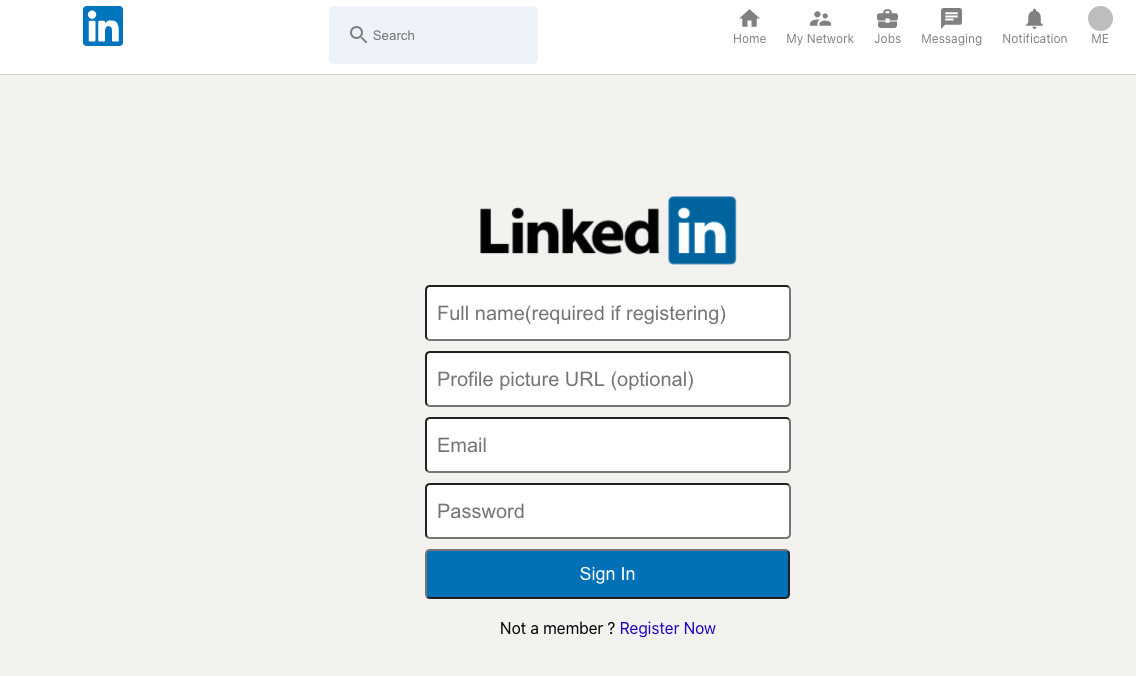 in
Search
Home My Network Jobs Messaging Notification ME
Linked in
Full name(required if registering)
Profile picture URL (optional)
Email
Password
Sign In
Not a member ? Register Now